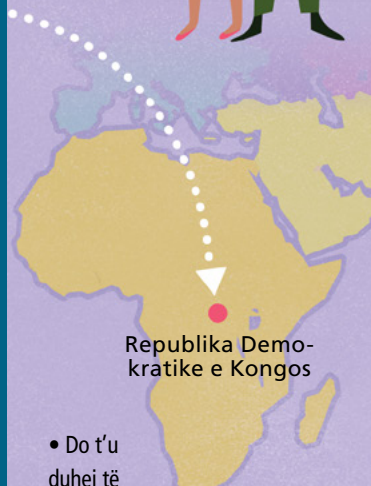 Republika Demo-
kratike e Kongos
• Do t’u
duhej të